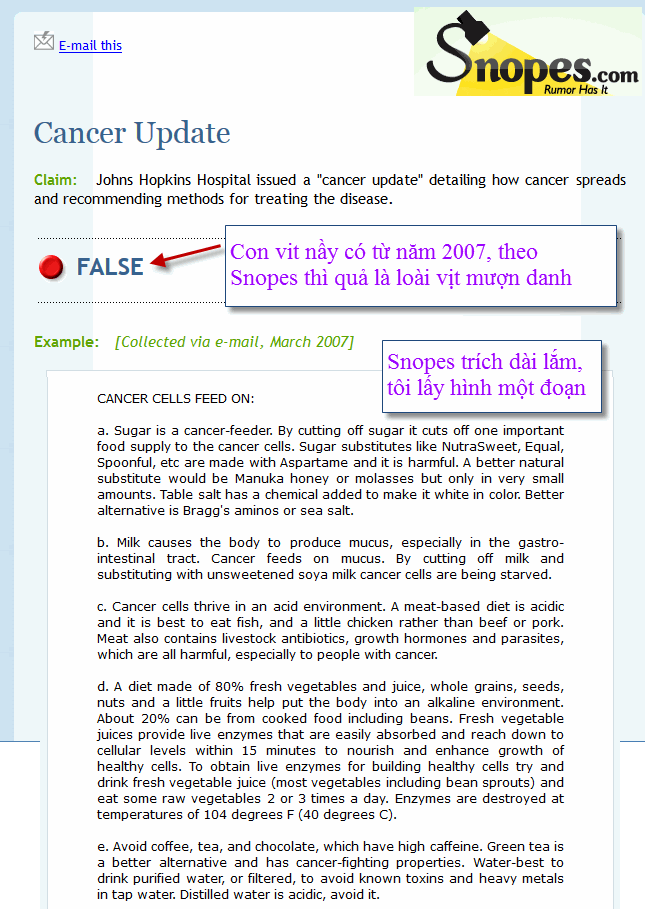 E-mail this
Snopes.com
Rumor Has It
Cancer Update
Claim: Johns Hopkins Hospital issued a "cancer update" detailing how cancer spreads
and recommending methods for treating the disease.
FALSE
Con vit nầy có từ năm 2007, theo
Snopes thì quả là loài vịt mượn danh
Example: [Collected via e-mail, March 2007]
Snopes trích dài lắm,
tôi lấy hình một đoạn
CANCER CELLS FEED ON:
a. Sugar is a cancer-feeder. By cutting off sugar it cuts off one important
food supply to the cancer cells. Sugar substitutes like NutraSweet, Equal,
Spoonful, etc are made with Aspartame and it is harmful. A better natural
substitute would be Manuka honey or molasses but only in very small
amounts. Table salt has a chemical added to make it white in color. Better
alternative is Bragg's aminos or sea salt.
b. Milk causes the body to produce mucus, especially in the gastro-
intestinal tract. Cancer feeds on mucus. By cutting off milk and
substituting with unsweetened soya milk cancer cells are being starved.
c. Cancer cells thrive in an acid environment. A meat-based diet is acidic
and it is best to eat fish, and a little chicken rather than beef or pork.
Meat also contains livestock antibiotics, growth hormones and parasites,
which are all harmful, especially to people with cancer.
d. A diet made of 80% fresh vegetables and juice, whole grains, seeds,
nuts and a little fruits help put the body into an alkaline environment.
About 20% can be from cooked food including beans. Fresh vegetable
juices provide live enzymes that are easily absorbed and reach down to
cellular levels within 15 minutes to nourish and enhance growth of
healthy cells. To obtain live enzymes for building healthy cells try and
drink fresh vegetable juice (most vegetables including bean sprouts) and
eat some raw vegetables 2 or 3 times a day. Enzymes are destroyed at
temperatures of 104 degrees F (40 degrees C).
e. Avoid coffee, tea, and chocolate, which have high caffeine. Green tea is
a better alternative and has cancer-fighting properties. Water-best to
drink purified water, or filtered, to avoid known toxins and heavy metals
in tap water. Distilled water is acidic, avoid it.